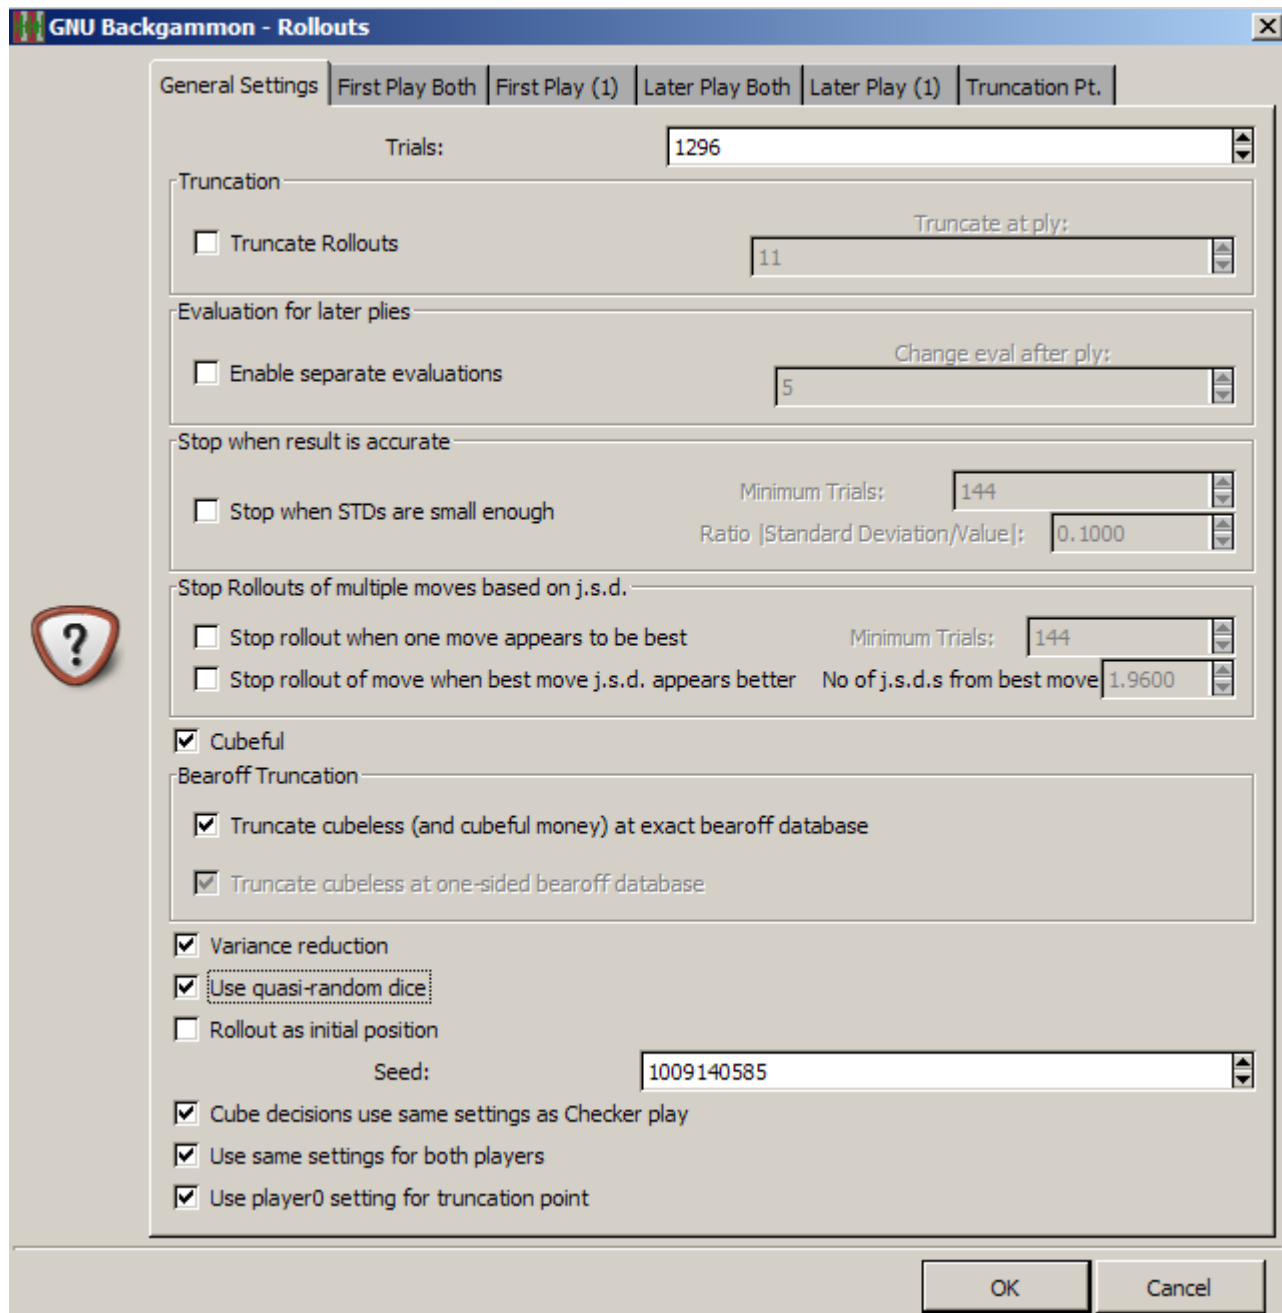 GNU Backgammon - Rollouts
General Settings First Play Both First Play (1) Later Play Both Later Play (1) Truncation Pt.
Trials: 1296
Truncation
Truncate at ply:
Truncate Rollouts 11
Evaluation for later plies
Change eval after ply:
Enable separate evaluations 5
Stop when result is accurate
Minimum Trials: 144
Stop when STDs are small enough
Ratio |Standard Deviation/Value|: 0.1000
Stop Rollouts of multiple moves based on j.s.d.
Stop rollout when one move appears to be best Minimum Trials: 144
Stop rollout of move when best move j.s.d. appears better No of j.s.d.s from best move 1.9600
Cubeful
Bearoff Truncation
Truncate cubeless (and cubeful money) at exact bearoff database
Truncate cubeless at one-sided bearoff database
Variance reduction
Use quasi-random dice
Rollout as initial position
Seed: 1009140585
Cube decisions use same settings as Checker play
Use same settings for both players
Use player0 setting for truncation point
OK Cancel